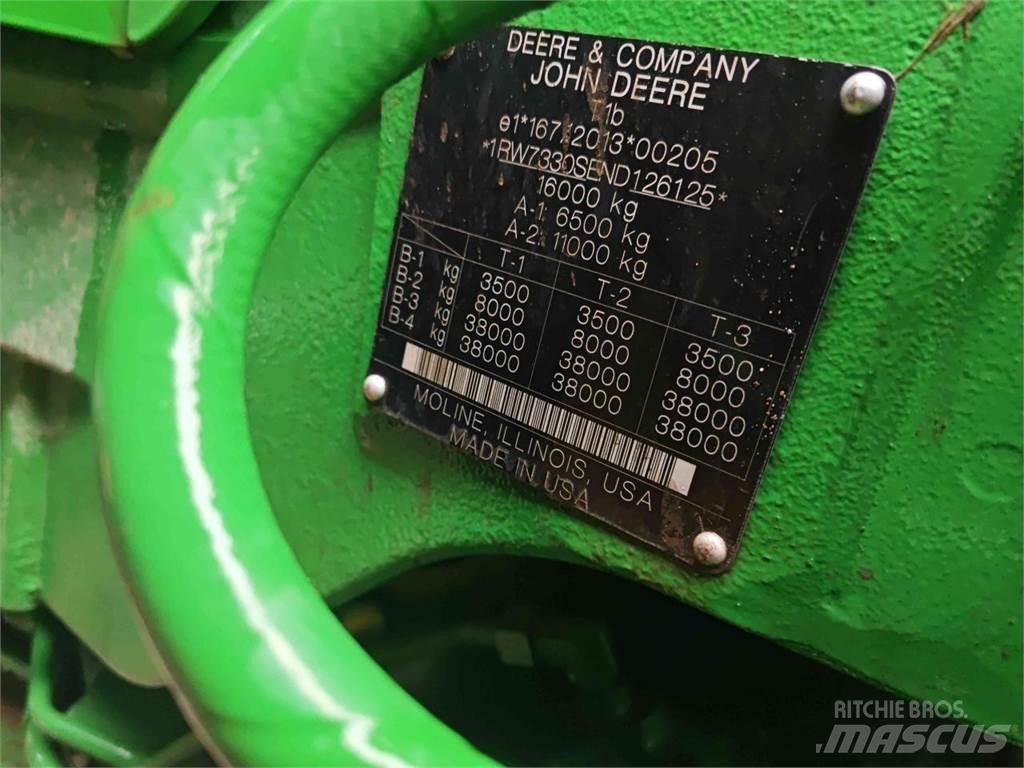 DEERE & COMPANY
JOHN DEERE
1b
e1*167/2013*00205
*1RW7330SEND126125*
16000 kg
A-1: 6500 kg
A-2: 11000 kg
T-1 T-2 T-3
B-1 kg 3500 3500 3500
B-2 kg 8000 8000 8000
B-3 kg 38000 38000 38000
B-4 kg 38000 38000 38000
MOLINE, ILLINOIS, USA
MADE IN USA
RITCHIE BROS.
MASCUS